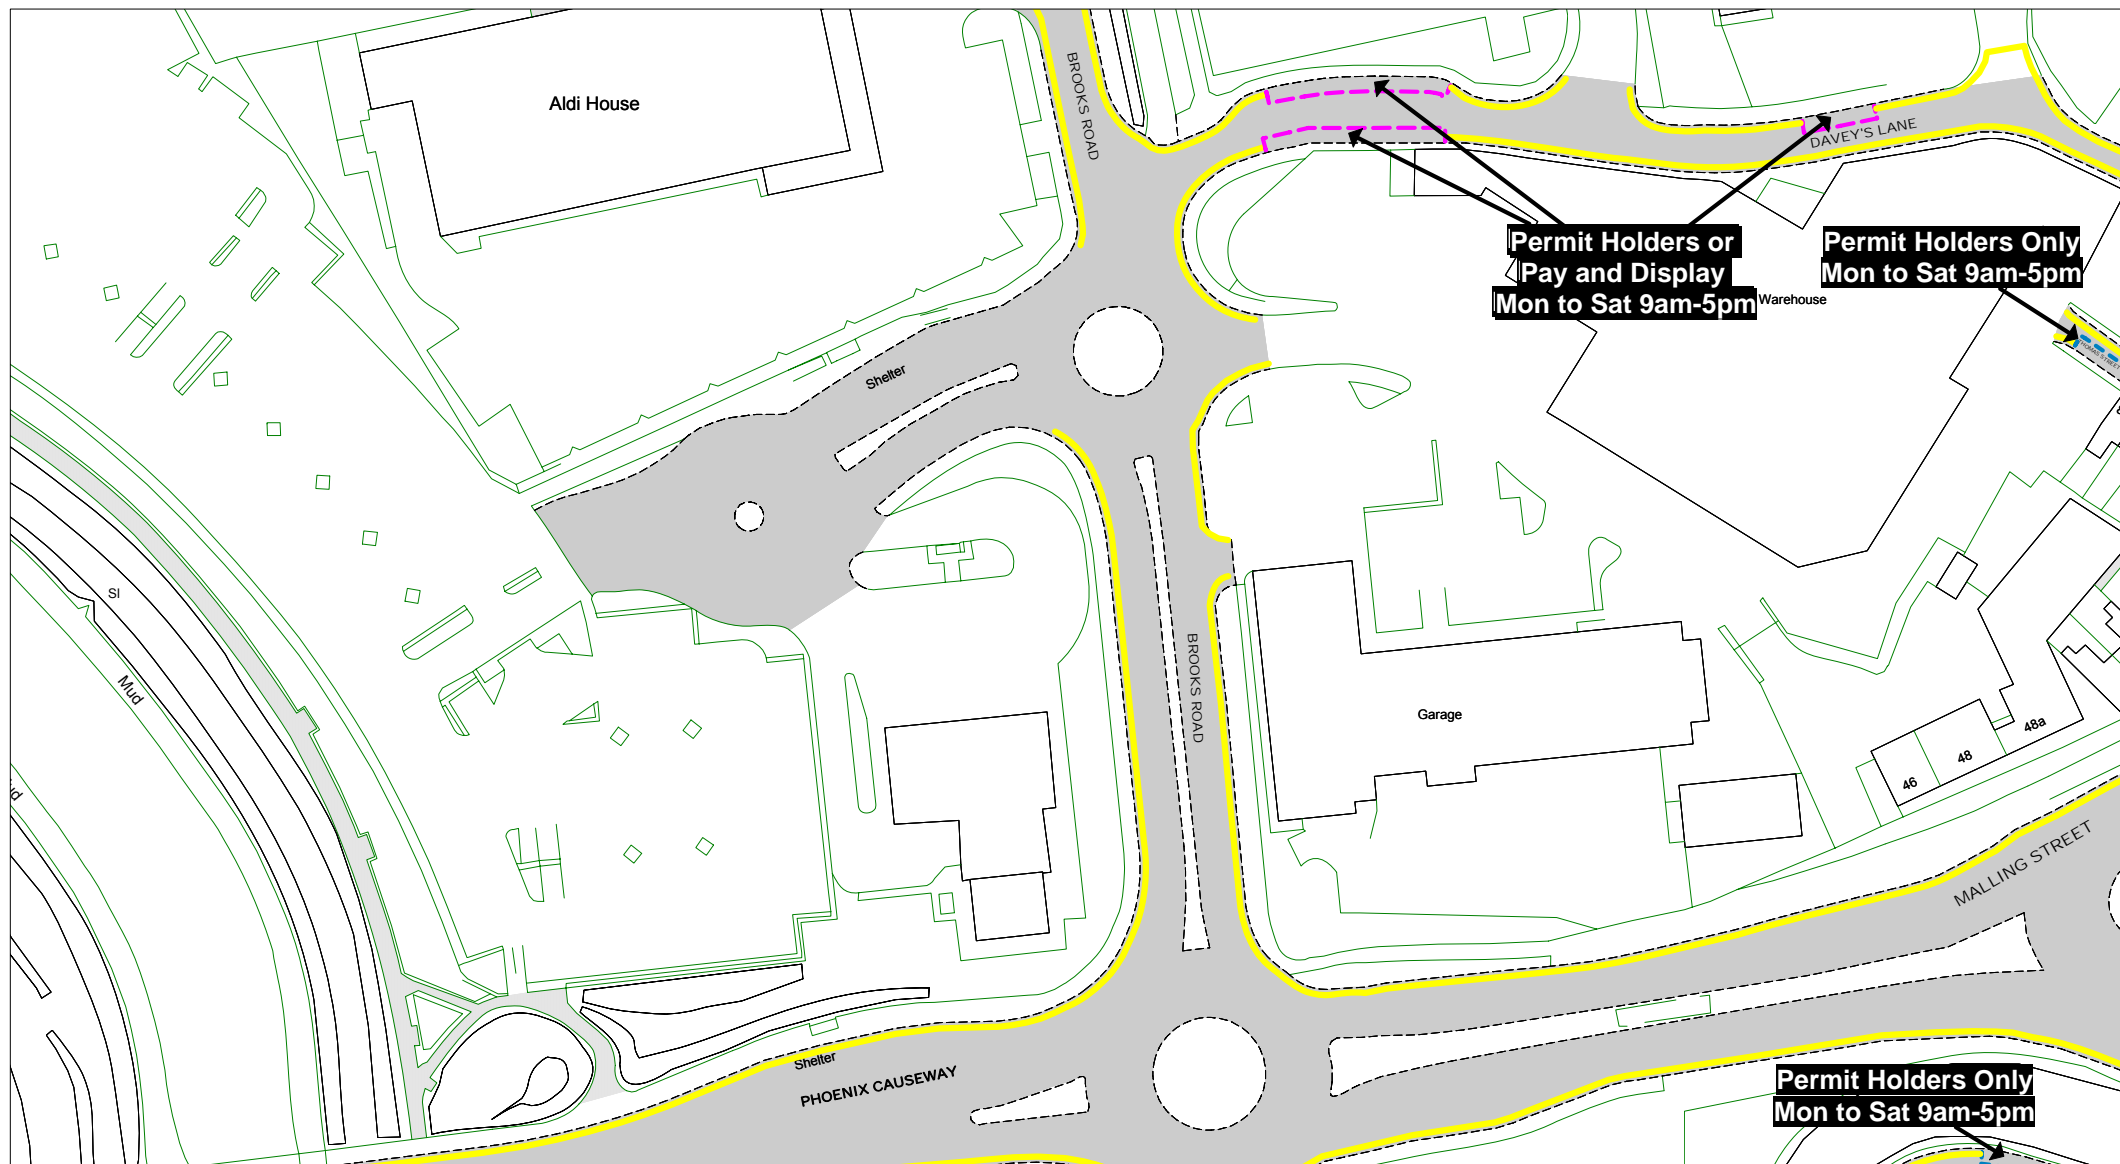 BROOKS ROAD
Aldi House
DAVEY'S LANE
Permit Holders or
Pay and Display
Mon to Sat 9am-5pm
Permit Holders Only
Mon to Sat 9am-5pm
Warehouse
THOMAS STREET
Shelter
Sl
Mud
BROOKS ROAD
Garage
46
48
48a
MALLING STREET
Shelter
PHOENIX CAUSEWAY
Permit Holders Only
Mon to Sat 9am-5pm